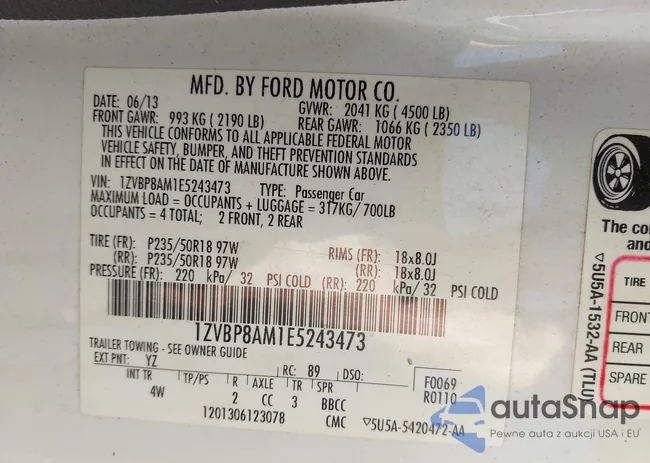 MFD. BY FORD MOTOR CO.
DATE: 06/13 GVWR: 2041 KG ( 4500 LB)
FRONT GAWR: 993 KG ( 2190 LB) REAR GAWR: 1066 KG ( 2350 LB)
THIS VEHICLE CONFORMS TO ALL APPLICABLE FEDERAL MOTOR
VEHICLE SAFETY, BUMPER, AND THEFT PREVENTION STANDARDS
IN EFFECT ON THE DATE OF MANUFACTURE SHOWN ABOVE.
VIN: 1ZVBP8AM1E5243473 TYPE: Passenger Car
MAXIMUM LOAD = OCCUPANTS + LUGGAGE = 317KG/700LB
OCCUPANTS = 4 TOTAL; 2 FRONT, 2 REAR
TIRE (FR): P235/50R18 97W RIMS (FR): 18x8.0J
(RR): P235/50R18 97W (RR): 18x8.0J
PRESSURE (FR): 220 kPa/ 32 PSI COLD (RR): 220 kPa/ 32 PSI COLD
1ZVBP8AM1E5243473
TRAILER TOWING - SEE OWNER GUIDE
EXT PNT: YZ RC: 89 DSO: F0069
INT TR TP/PS R AXLE TR SPR R0110
4W 2 CC 3 BBCC
1201306123078 CMC ▽5U5A-5420472-AA
The co
and
▽5U5A-1532-AA (TLU)
TIRE
FRONT
REAR
SPARE
autoSnap
Pewne auta z aukcji USA i EU